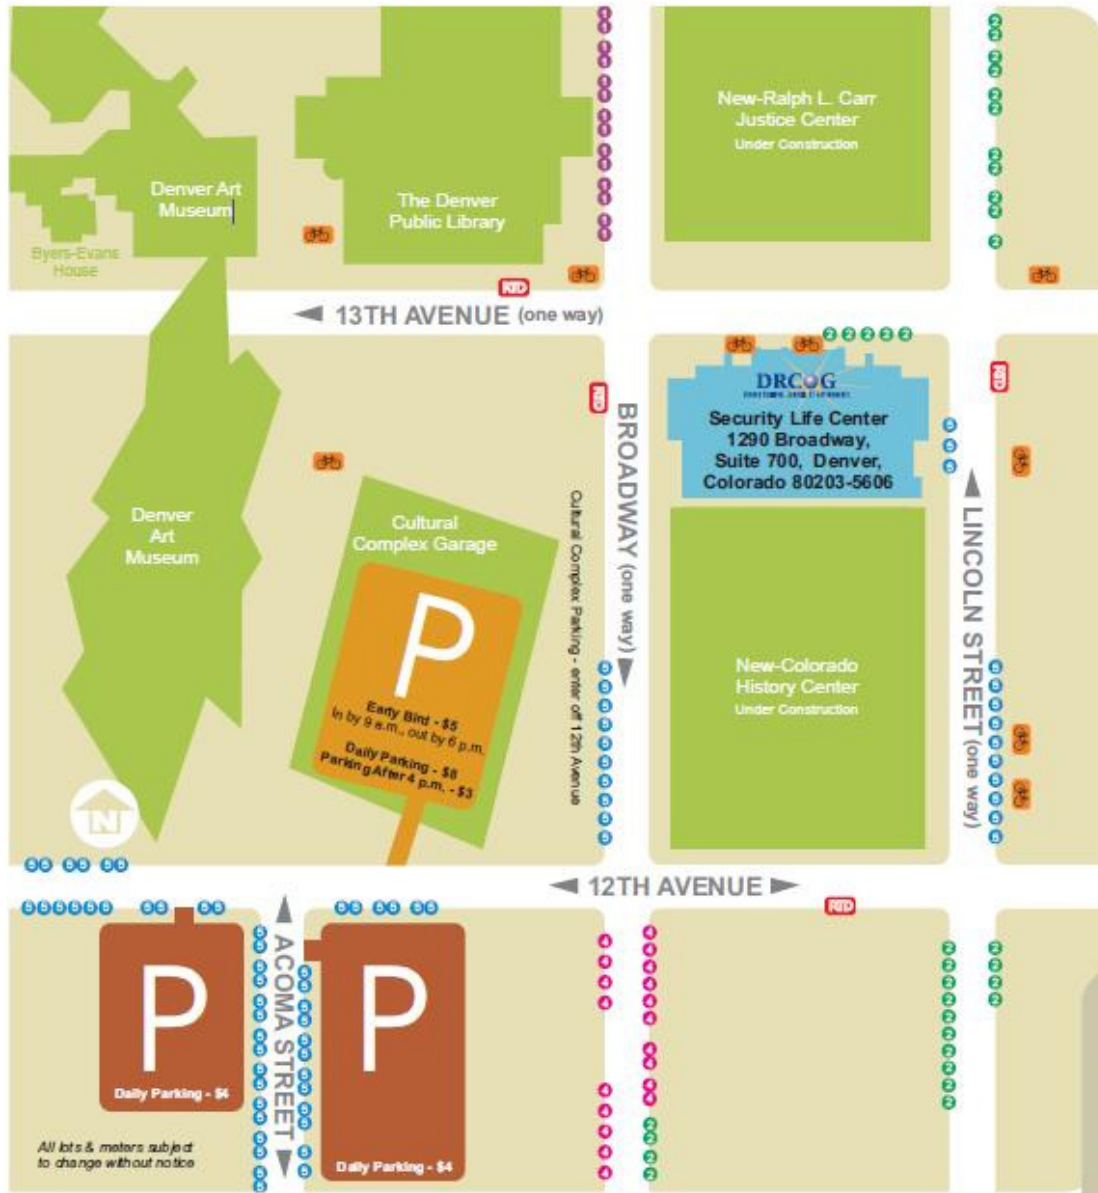 New-Ralph L. Carr
Justice Center
Under Construction
Denver Art
Museum
The Denver
Public Library
Byers-Evans
House
RTD
13TH AVENUE (one way)
DRCOG
RTD
RTD
Security Life Center
1290 Broadway,
Suite 700, Denver,
Colorado 80203-5606
BROADWAY (one way)
LINCOLN STREET (one way)
Cultural Complex Parking - enter off 12th Avenue
Denver
Art
Museum
Cultural
Complex Garage
P
Early Bird - $5
In by 9 a.m., out by 6 p.m.
Daily Parking - $8
Parking After 4 p.m. - $3
New-Colorado
History Center
Under Construction
N
12TH AVENUE
RTD
ACOMA STREET
P
Daily Parking - $4
P
Daily Parking - $4
All lots & meters subject
to change without notice